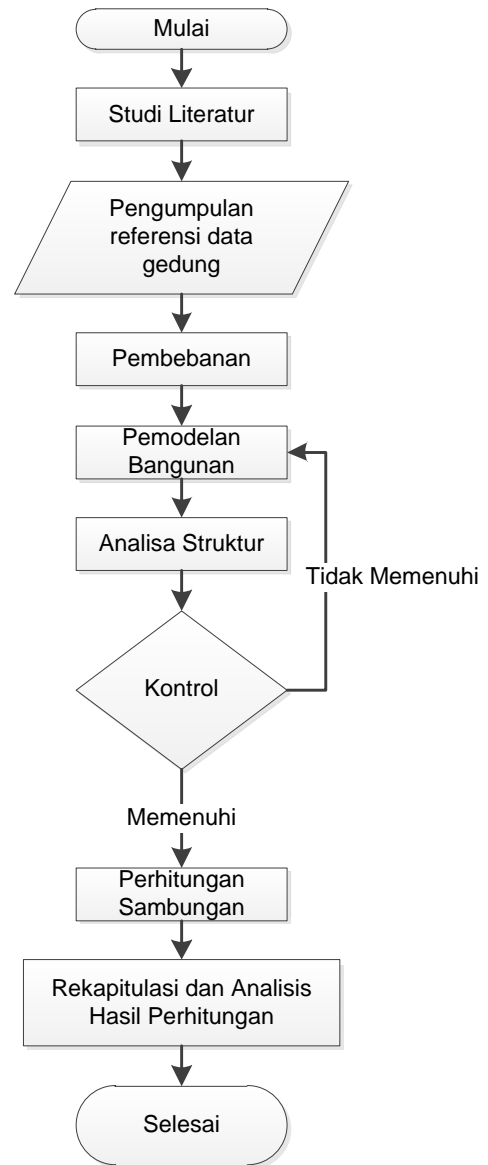 Mulai
Studi Literatur
Pengumpulan
referensi data
gedung
Pembebanan
Pemodelan
Bangunan
Analisa Struktur
Tidak Memenuhi
Kontrol
Memenuhi
Perhitungan
Sambungan
Rekapitulasi dan Analisis
Hasil Perhitungan
Selesai